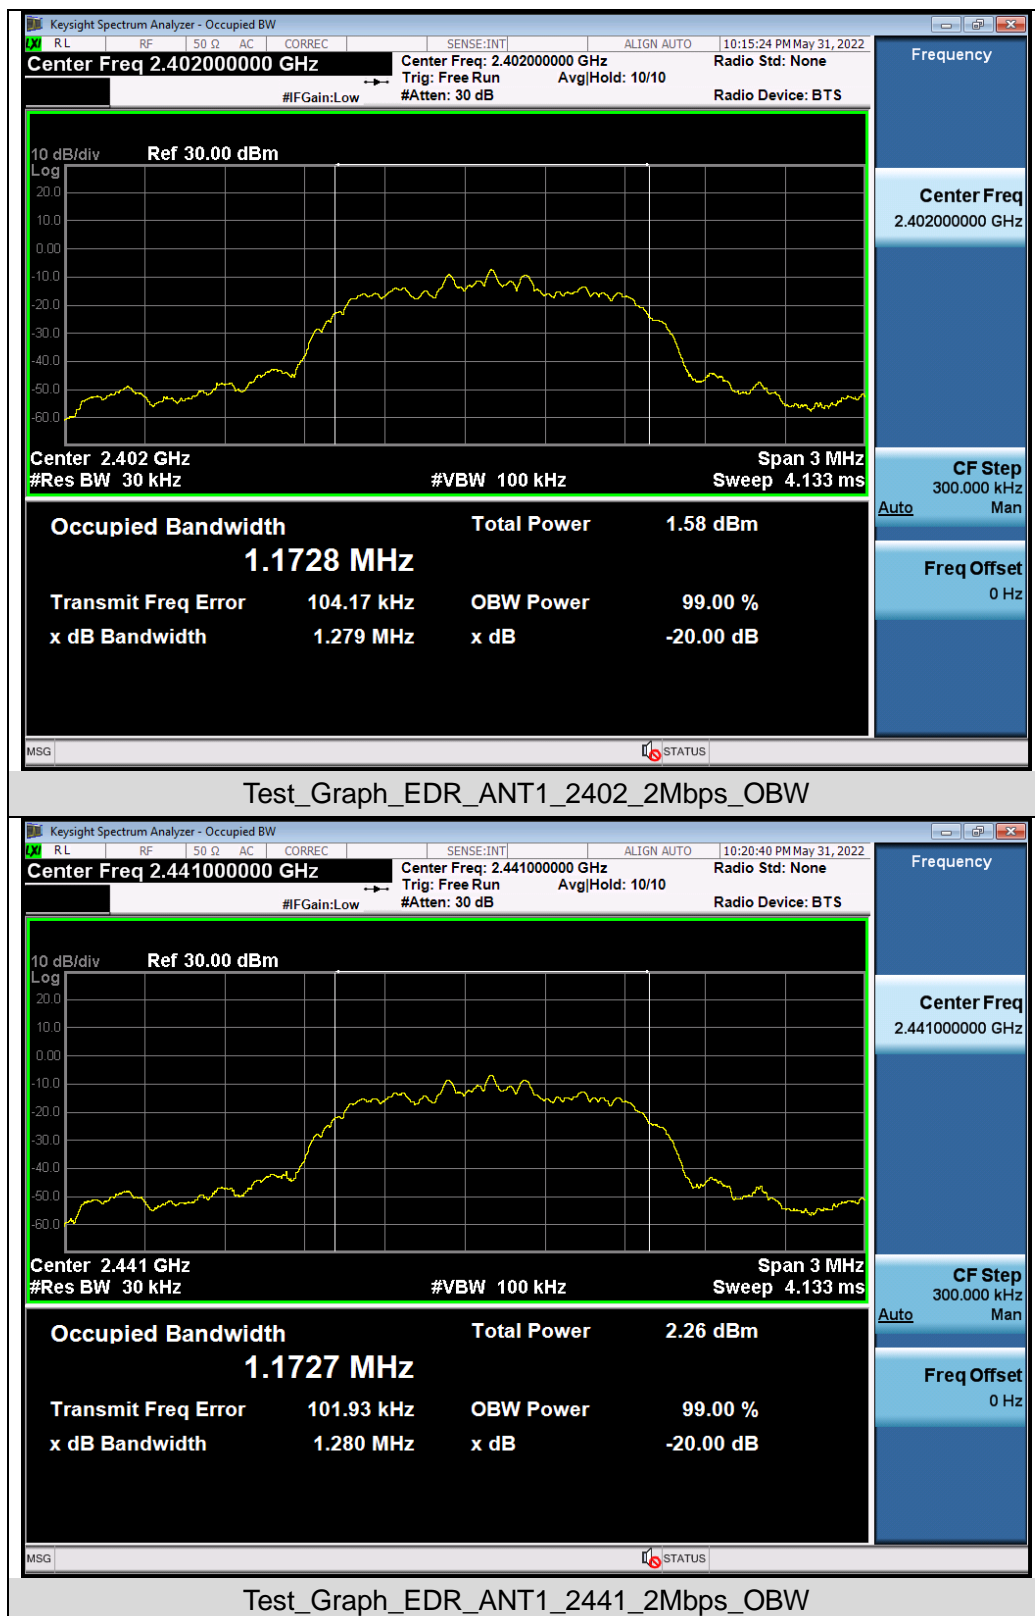 Keysight Spectrum Analyzer - Occupied BW
LXI RL RF 50 Ω AC CORREC SENSE:INT ALIGN AUTO 10:15:24 PM May 31, 2022
Center Freq 2.402000000 GHz
Center Freq: 2.402000000 GHz
Radio Std: None
Trig: Free Run Avg|Hold: 10/10
#IFGain:Low
#Atten: 30 dB
Radio Device: BTS
10 dB/div Ref 30.00 dBm
Log
20.0
10.0
0.00
-10.0
-20.0
-30.0
-40.0
-50.0
-60.0
Center 2.402 GHz Span 3 MHz
#Res BW 30 kHz #VBW 100 kHz Sweep 4.133 ms
Occupied Bandwidth Total Power 1.58 dBm
1.1728 MHz
Transmit Freq Error 104.17 kHz OBW Power 99.00 %
x dB Bandwidth 1.279 MHz x dB -20.00 dB
MSG STATUS
Frequency
Center Freq
2.402000000 GHz
CF Step
300.000 kHz
Auto Man
Freq Offset
0 Hz
Test_Graph_EDR_ANT1_2402_2Mbps_OBW
Keysight Spectrum Analyzer - Occupied BW
LXI RL RF 50 Ω AC CORREC SENSE:INT ALIGN AUTO 10:20:40 PM May 31, 2022
Center Freq 2.441000000 GHz
Center Freq: 2.441000000 GHz
Radio Std: None
Trig: Free Run Avg|Hold: 10/10
#IFGain:Low
#Atten: 30 dB
Radio Device: BTS
10 dB/div Ref 30.00 dBm
Log
20.0
10.0
0.00
-10.0
-20.0
-30.0
-40.0
-50.0
-60.0
Center 2.441 GHz Span 3 MHz
#Res BW 30 kHz #VBW 100 kHz Sweep 4.133 ms
Occupied Bandwidth Total Power 2.26 dBm
1.1727 MHz
Transmit Freq Error 101.93 kHz OBW Power 99.00 %
x dB Bandwidth 1.280 MHz x dB -20.00 dB
MSG STATUS
Frequency
Center Freq
2.441000000 GHz
CF Step
300.000 kHz
Auto Man
Freq Offset
0 Hz
Test_Graph_EDR_ANT1_2441_2Mbps_OBW